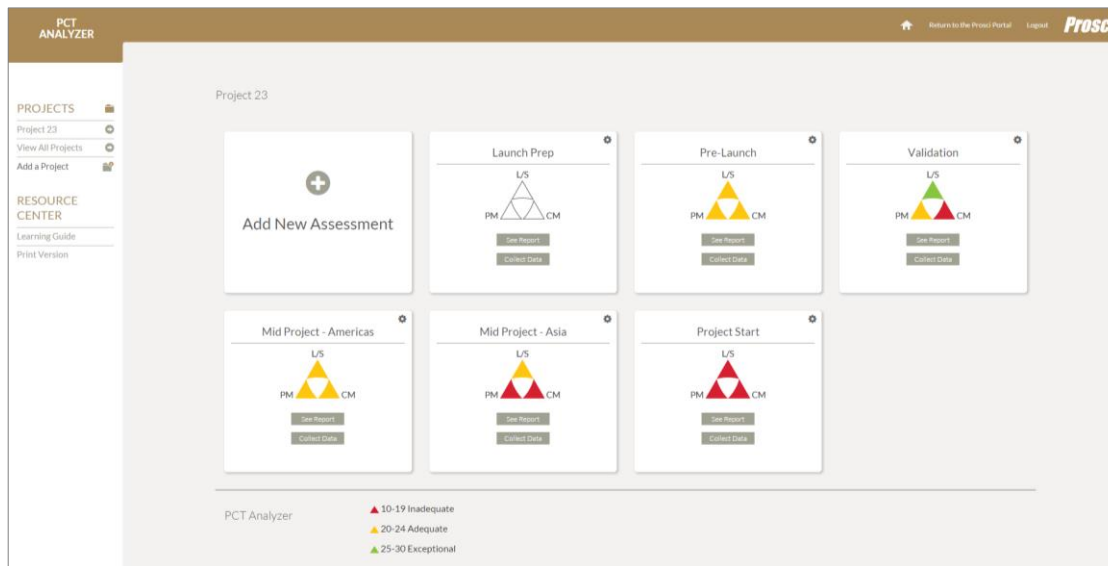 PCT
ANALYZER
Return to the Prosci Portal
Logout
Prosci
PROJECTS
Project 23
View All Projects
Add a Project
RESOURCE
CENTER
Learning Guide
Print Version
Project 23
Add New Assessment
Launch Prep
L/S
PM
CM
See Report
Collect Data
Pre-Launch
L/S
PM
CM
See Report
Collect Data
Validation
L/S
PM
CM
See Report
Collect Data
Mid Project - Americas
L/S
PM
CM
See Report
Collect Data
Mid Project - Asia
L/S
PM
CM
See Report
Collect Data
Project Start
L/S
PM
CM
See Report
Collect Data
PCT Analyzer
10-19 Inadequate
20-24 Adequate
25-30 Exceptional